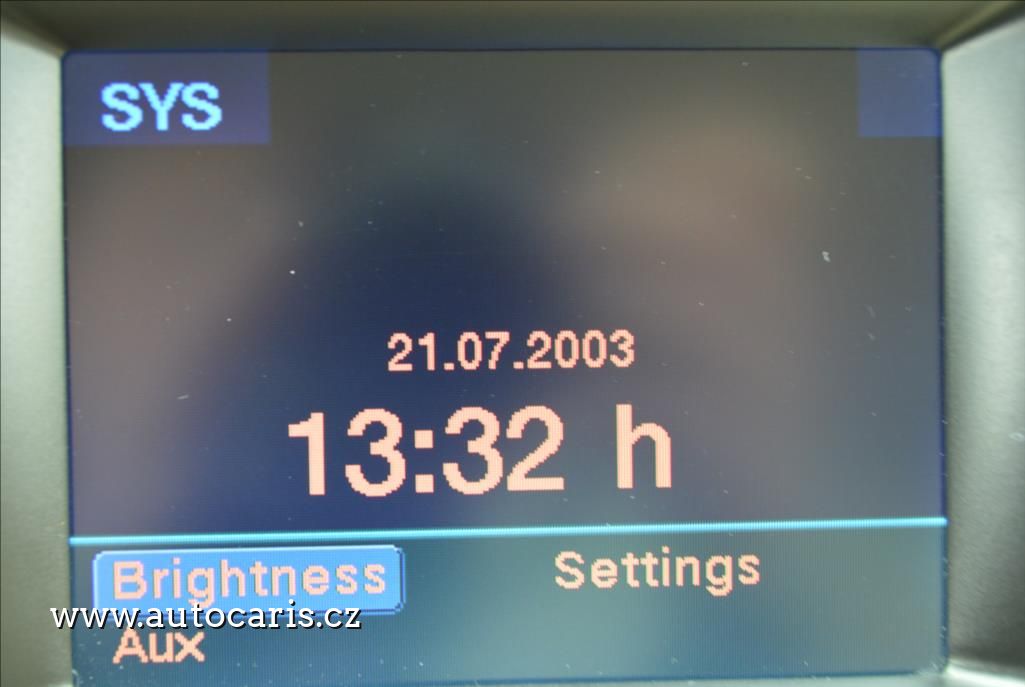 SYS
21.07.2003
13:32 h
Brightness Settings
www.autocaris.cz
Aux